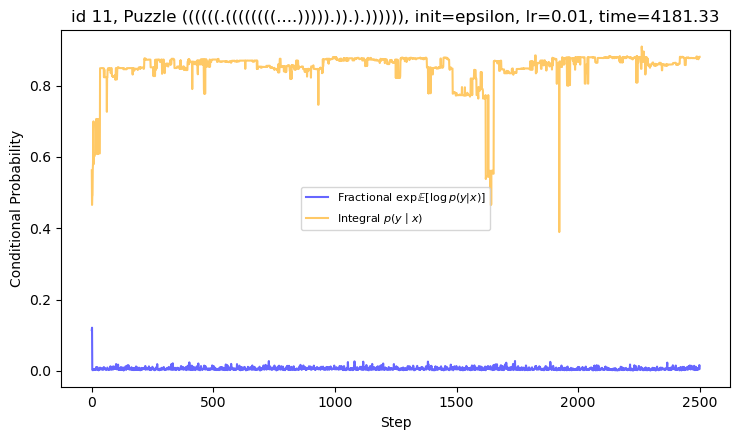 id 11, Puzzle ((((((.((((((((....))))).)).).)))))), init=epsilon, lr=0.01, time=4181.33
Conditional Probability
0.8
0.6
0.4
0.2
0.0
Fractional exp𝔼[log p(y|x)]
Integral p(y | x)
0
500
1000
1500
2000
2500
Step